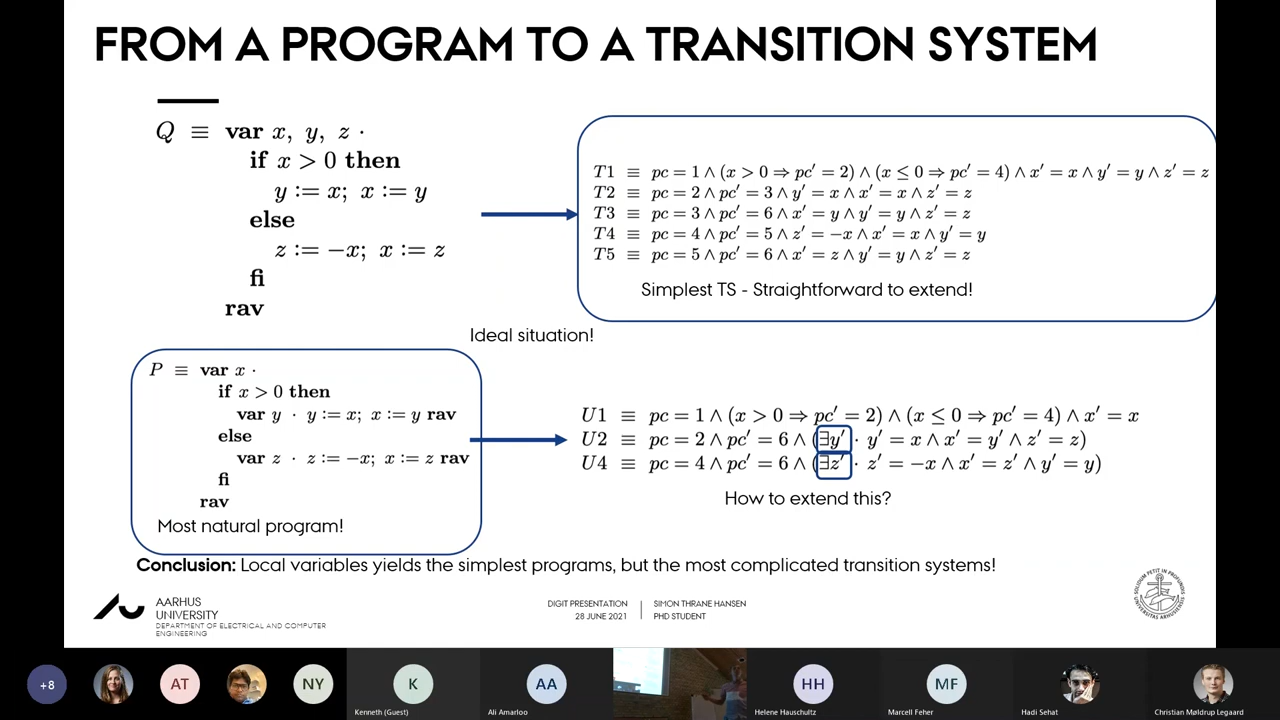 FROM A PROGRAM TO A TRANSITION SYSTEM
Q ≡ var x, y, z ·
if x > 0 then
y := x; x := y
else
z := −x; x := z
fi
rav
T1 ≡ pc = 1 ∧ (x > 0 ⇒ pc′ = 2) ∧ (x ≤ 0 ⇒ pc′ = 4) ∧ x′ = x ∧ y′ = y ∧ z′ = z
T2 ≡ pc = 2 ∧ pc′ = 3 ∧ y′ = x ∧ x′ = x ∧ z′ = z
T3 ≡ pc = 3 ∧ pc′ = 6 ∧ x′ = y ∧ y′ = y ∧ z′ = z
T4 ≡ pc = 4 ∧ pc′ = 5 ∧ z′ = −x ∧ x′ = x ∧ y′ = y
T5 ≡ pc = 5 ∧ pc′ = 6 ∧ x′ = z ∧ y′ = y ∧ z′ = z
Simplest TS - Straightforward to extend!
Ideal situation!
P ≡ var x ·
if x > 0 then
var y · y := x; x := y rav
else
var z · z := −x; x := z rav
fi
rav
Most natural program!
U1 ≡ pc = 1 ∧ (x > 0 ⇒ pc′ = 2) ∧ (x ≤ 0 ⇒ pc′ = 4) ∧ x′ = x
U2 ≡ pc = 2 ∧ pc′ = 6 ∧ (∃y′ · y′ = x ∧ x′ = y′ ∧ z′ = z)
U4 ≡ pc = 4 ∧ pc′ = 6 ∧ (∃z′ · z′ = −x ∧ x′ = z′ ∧ y′ = y)
How to extend this?
Conclusion: Local variables yields the simplest programs, but the most complicated transition systems!
AARHUS
UNIVERSITY
DEPARTMENT OF ELECTRICAL AND COMPUTER
ENGINEERING
DIGIT PRESENTATION
28 JUNE 2021
SIMON THRANE HANSEN
PHD STUDENT
+8
AT
NY
K
AA
HH
MF
Kenneth (Guest)
Ali Amarloo
Helene Hauschultz
Marcell Feher
Hadi Sehat
Christian Møldrup Legaard